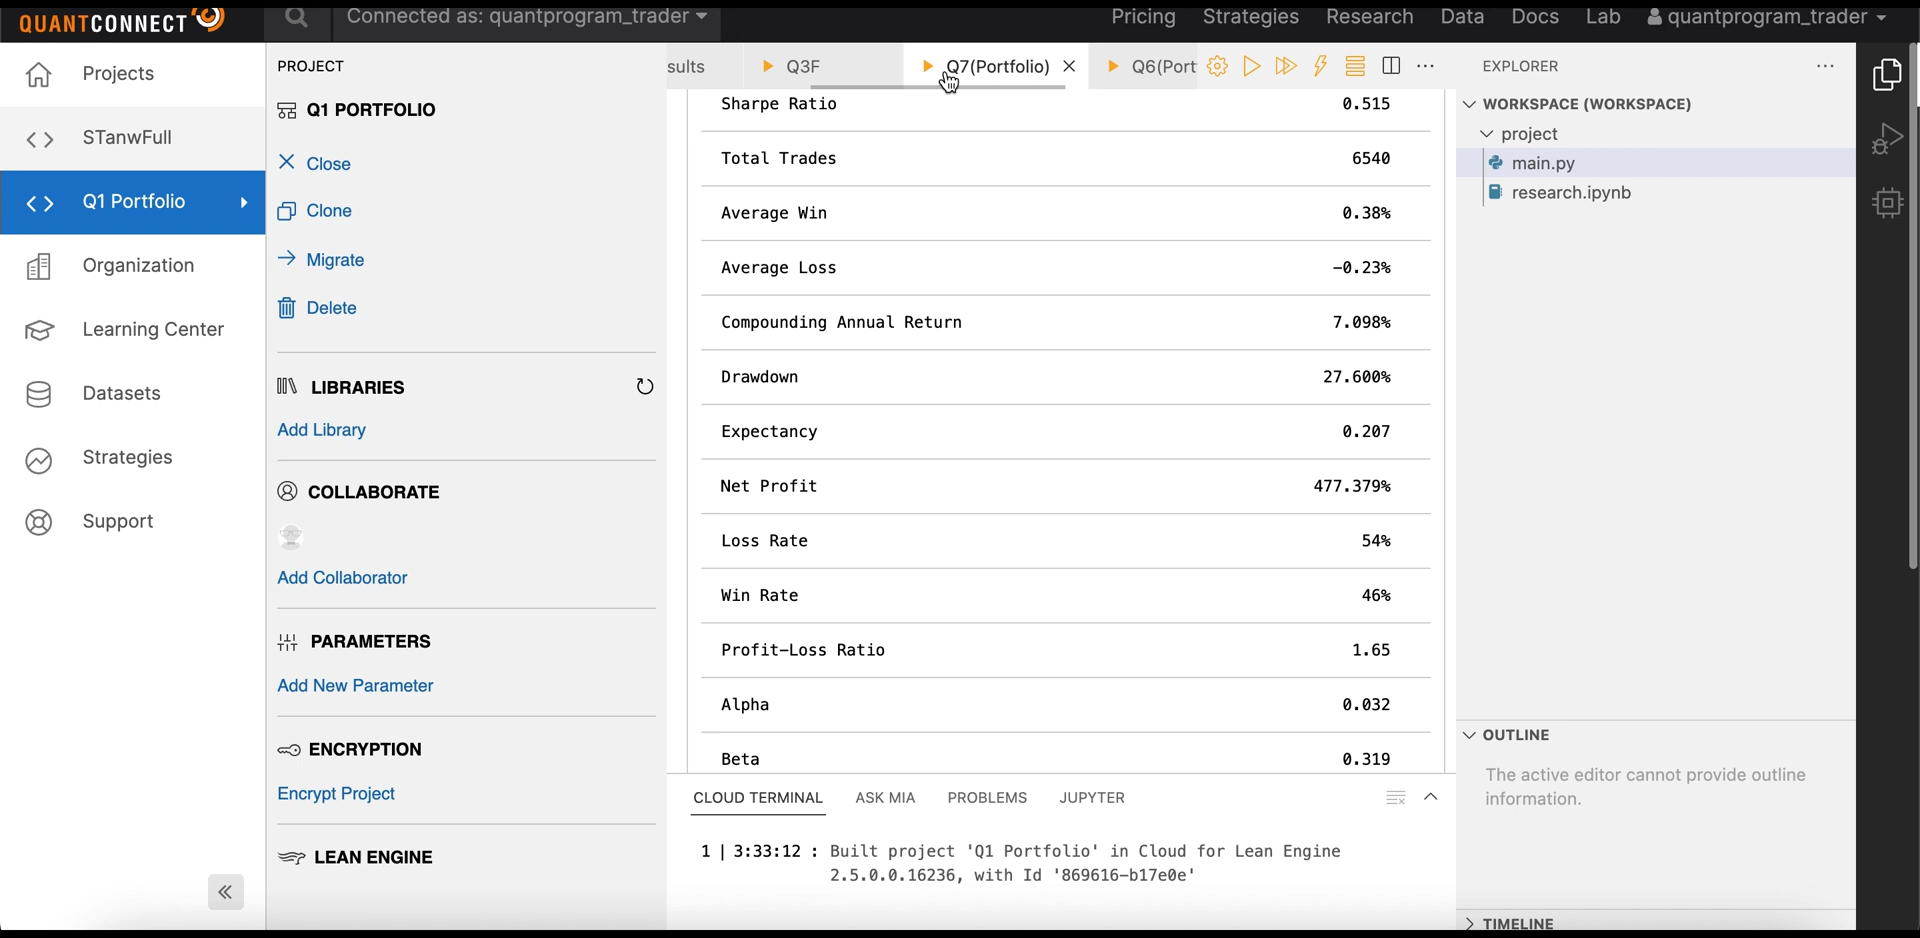 QUANTCONNECT
Connected as: quantprogram_trader
Pricing
Strategies
Research
Data
Docs
Lab
quantprogram_trader
Projects
STanwFull
Q1 Portfolio
Organization
Learning Center
Datasets
Strategies
Support
PROJECT
Q1 PORTFOLIO
Close
Clone
Migrate
Delete
LIBRARIES
Add Library
COLLABORATE
Add Collaborator
PARAMETERS
Add New Parameter
ENCRYPTION
Encrypt Project
LEAN ENGINE
sults
Q3F
Q7(Portfolio)
Q6(Port
Sharpe Ratio 0.515
Total Trades 6540
Average Win 0.38%
Average Loss -0.23%
Compounding Annual Return 7.098%
Drawdown 27.600%
Expectancy 0.207
Net Profit 477.379%
Loss Rate 54%
Win Rate 46%
Profit-Loss Ratio 1.65
Alpha 0.032
Beta 0.319
CLOUD TERMINAL
ASK MIA
PROBLEMS
JUPYTER
1 | 3:33:12 : Built project 'Q1 Portfolio' in Cloud for Lean Engine
2.5.0.0.16236, with Id '869616-b17e0e'
EXPLORER
WORKSPACE (WORKSPACE)
project
main.py
research.ipynb
OUTLINE
The active editor cannot provide outline
information.
TIMELINE